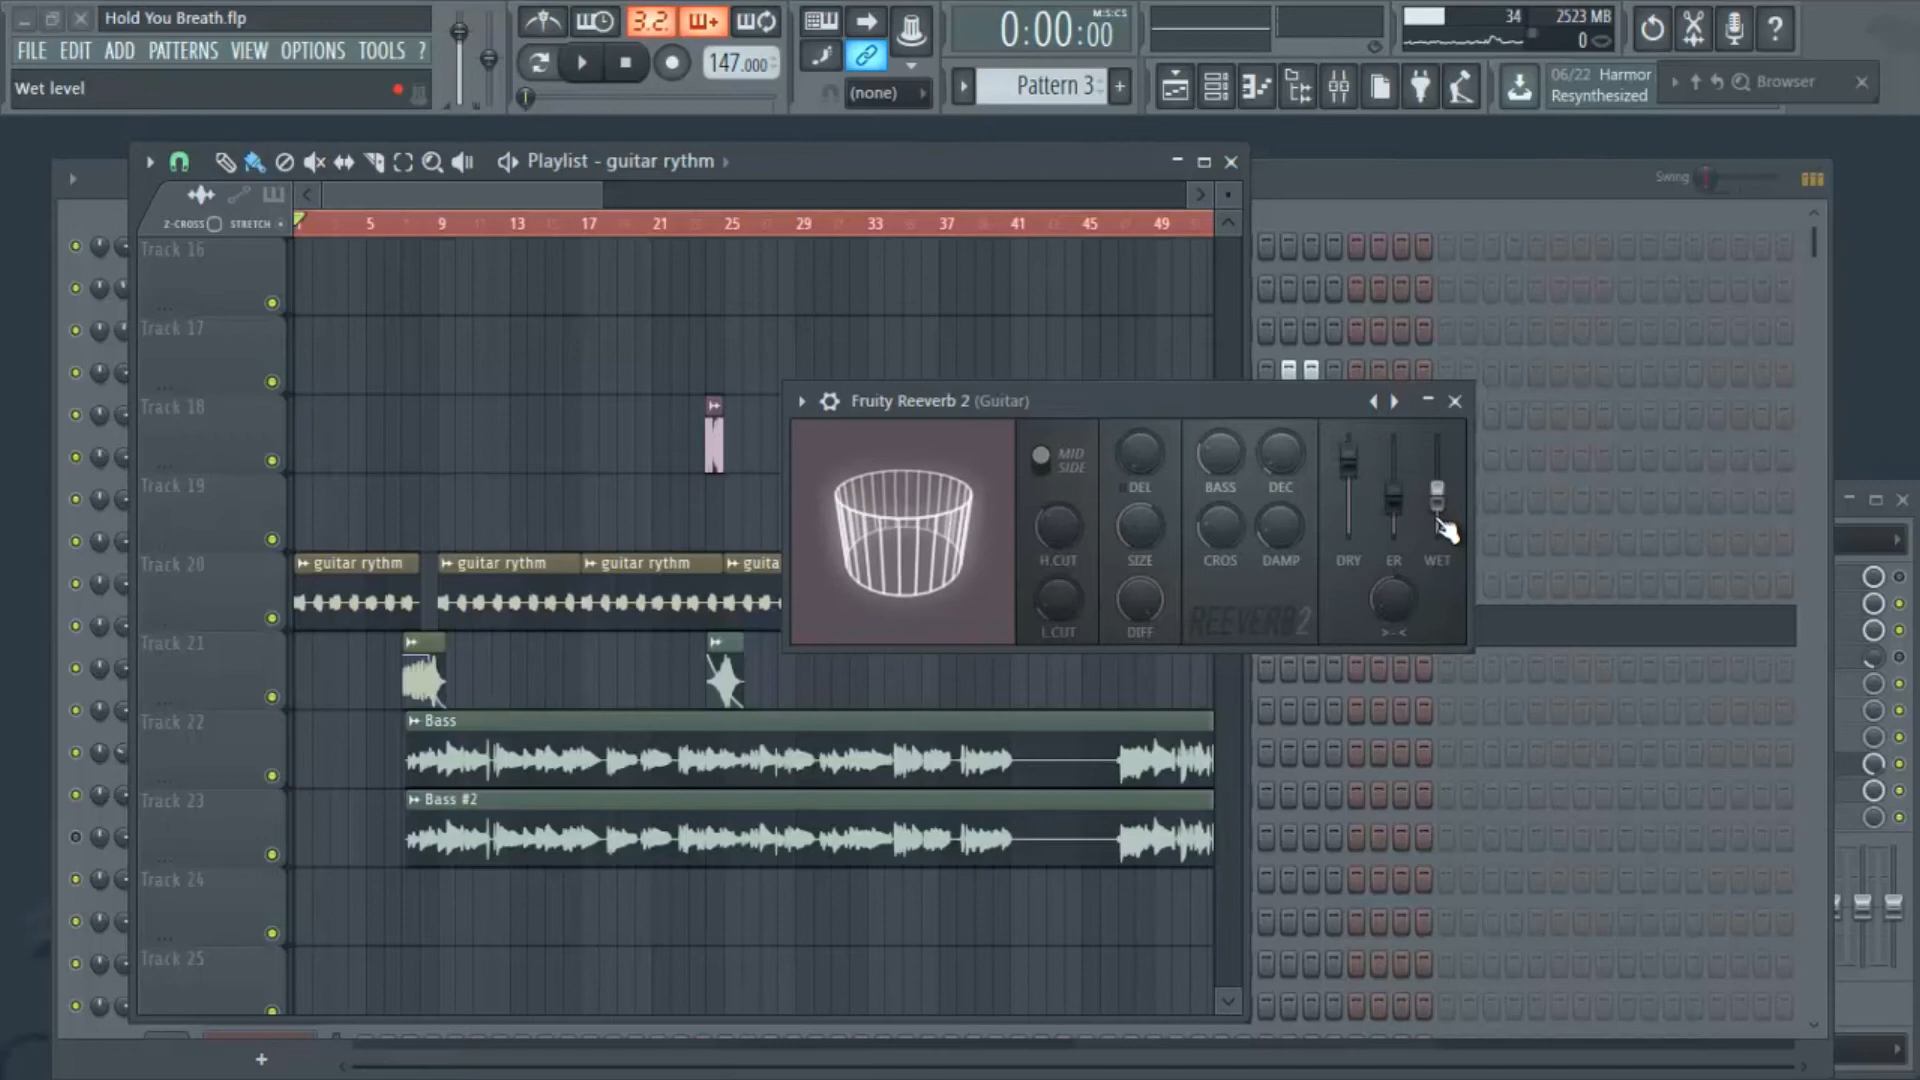 Hold You Breath.flp
FILE EDIT ADD PATTERNS VIEW OPTIONS TOOLS ?
Wet level
3.2.
147.000
(none)
0:00:00
M:S:CS
Pattern 3
+
34
2523 MB
0
06/22 Harmor
Resynthesized
Browser
Playlist - guitar rythm
Swing
Z-CROSS STRETCH
5 9 13 17 21 25 29 33 37 41 45 49
Track 16
Track 17
Track 18
Track 19
Track 20
guitar rythm guitar rythm guitar rythm guita
Track 21
Track 22
Bass
Track 23
Bass #2
Track 24
Track 25
Fruity Reeverb 2 (Guitar)
MID
SIDE
DEL BASS DEC
H.CUT SIZE CROS DAMP DRY ER WET
L.CUT DIFF REEVERB2 >-<
+